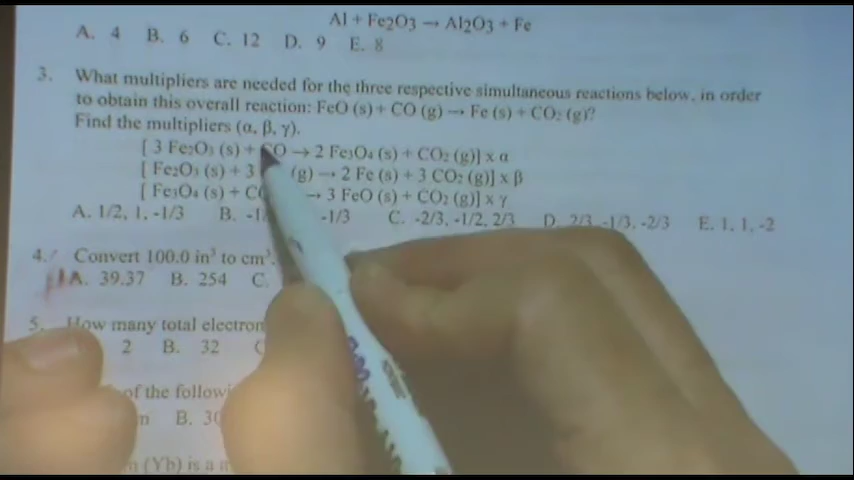 Al + Fe2O3 → Al2O3 + Fe
A. 4 B. 6 C. 12 D. 9 E. 8
3. What multipliers are needed for the three respective simultaneous reactions below, in order
to obtain this overall reaction: FeO (s) + CO (g) → Fe (s) + CO2 (g)?
Find the multipliers (α, β, γ).
[ 3 Fe2O3 (s) + CO → 2 Fe3O4 (s) + CO2 (g)] x α
[ Fe2O3 (s) + 3 (g) → 2 Fe (s) + 3 CO2 (g)] x β
[ Fe3O4 (s) + → 3 FeO (s) + CO2 (g)] x γ
A. 1/2, 1, -1/3 B. -1/3 C. -2/3, -1/2, 2/3 D. 2/3, -1/3, -2/3 E. 1, 1, -2
4. Convert 100.0 in³ to cm³.
A. 39.37 B. 254 C.
5. How many total
2 B. 32
of the
B.
(Yb) is a